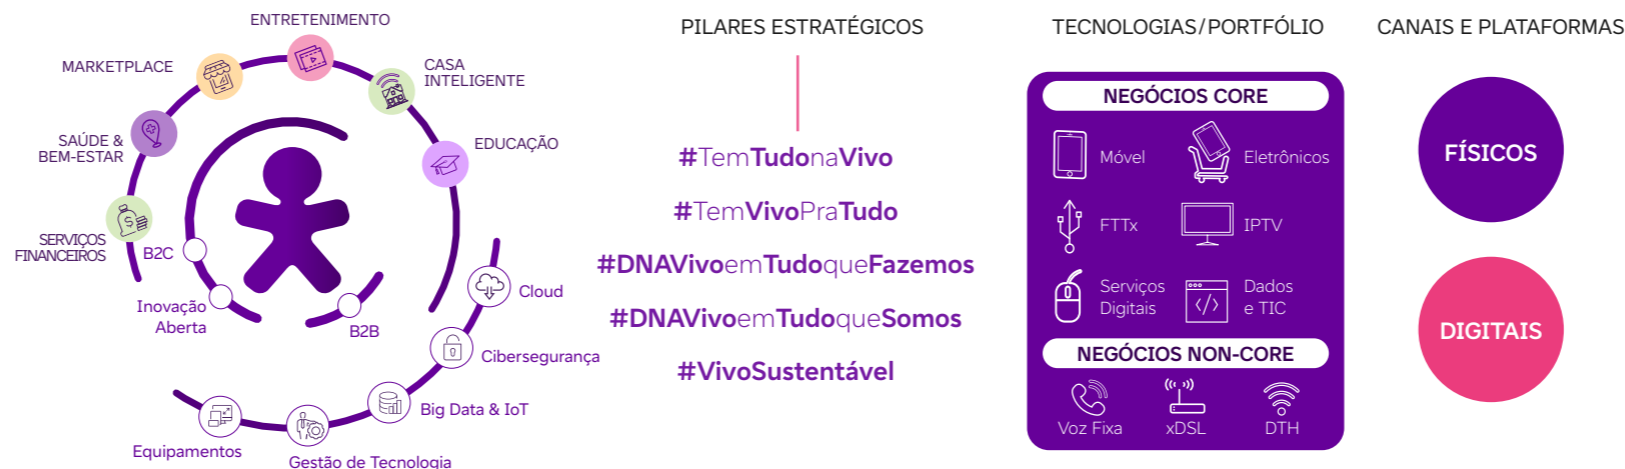 ENTRETENIMENTO
MARKETPLACE
CASA
INTELIGENTE
SAÚDE &
BEM-ESTAR
EDUCAÇÃO
SERVIÇOS
FINANCEIROS
B2C
Inovação
Aberta
B2B
Cloud
Cibersegurança
Big Data & IoT
Equipamentos
Gestão de Tecnologia
PILARES ESTRATÉGICOS
#TemTudonaVivo
#TemVivoPraTudo
#DNAVivoemTudoqueFazemos
#DNAVivoemTudoqueSomos
#VivoSustentável
TECNOLOGIAS/PORTFÓLIO
NEGÓCIOS CORE
Móvel
Eletrônicos
FTTx
IPTV
Serviços
Digitais
Dados
e TIC
NEGÓCIOS NON-CORE
Voz Fixa
xDSL
DTH
CANAIS E PLATAFORMAS
FÍSICOS
DIGITAIS